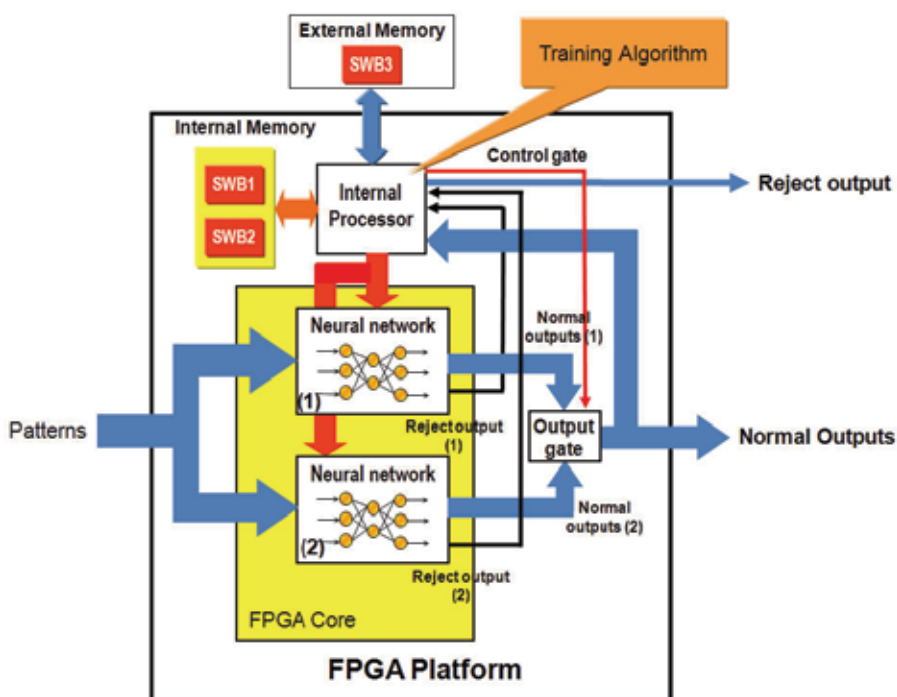 External Memory
SWB3
Training Algorithm
Internal Memory
SWB1
SWB2
Internal
Processor
Control gate
Reject output
Neural network
(1)
Normal
outputs (1)
Reject output
(1)
Patterns
Output
gate
Normal Outputs
Neural network
(2)
Normal
outputs (2)
Reject output
(2)
FPGA Core
FPGA Platform